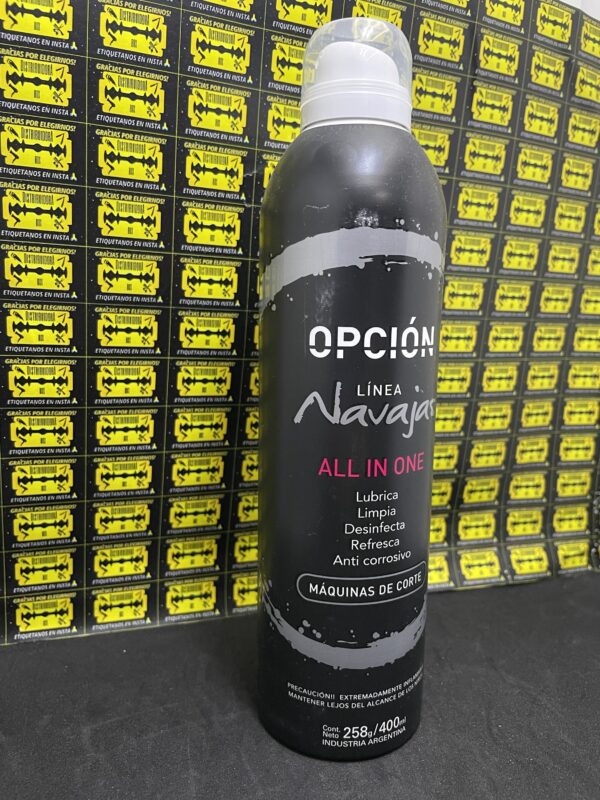 OPCIÓN
LÍNEA
Navajas
ALL IN ONE
Lubrica
Limpia
Desinfecta
Refresca
Anti corrosivo
MÁQUINAS DE CORTE
PRECAUCIÓN!! EXTREMADAMENTE
MANTENER LEJOS DEL ALCANCE DE LOS
Cont. Neto 258g/400ml
INDUSTRIA ARGENTINA
GRACIAS POR ELEGIRNOS!
DISTRIBUIDORA
ETIQUETANOS EN INSTA